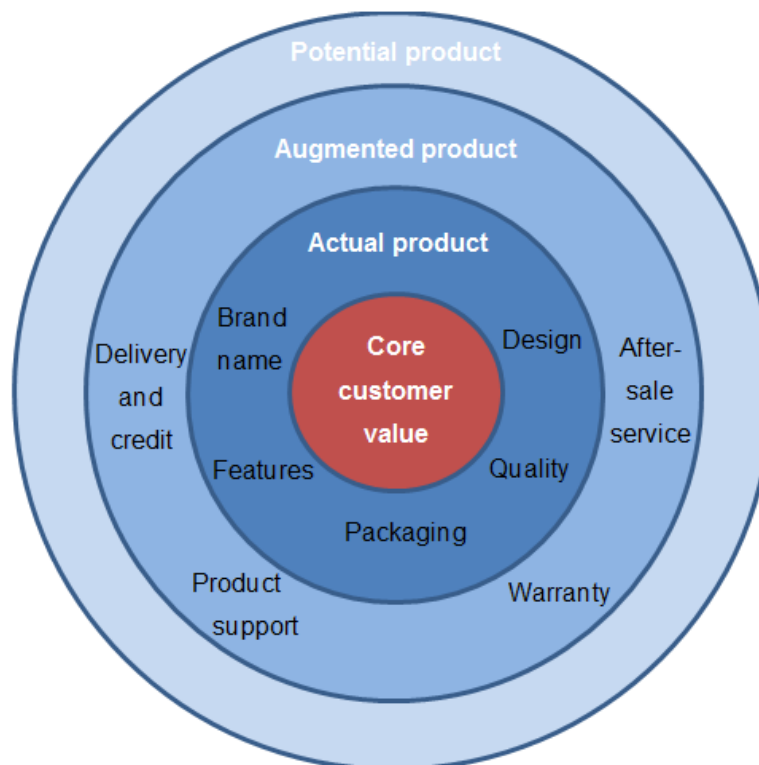 Potential product
Augmented product
Actual product
Brand
name
Core
customer
value
Design
Delivery
and
credit
After-
sale
service
Features
Quality
Packaging
Product
support
Warranty